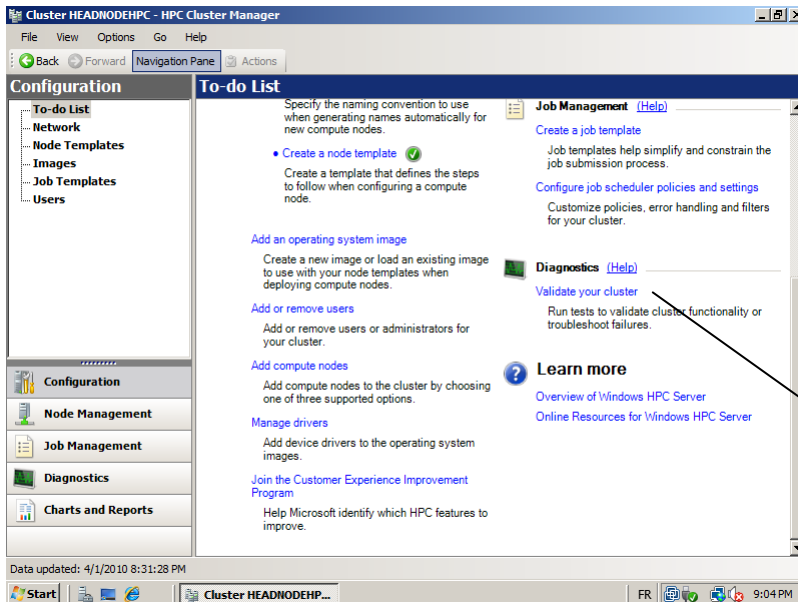 Cluster HEADNODEHPC - HPC Cluster Manager
File View Options Go Help
Back Forward Navigation Pane Actions
Configuration
To-do List
Network
Node Templates
Images
Job Templates
Users
Configuration
Node Management
Job Management
Diagnostics
Charts and Reports
To-do List
Specify the naming convention to use
when generating names automatically for
new compute nodes.
• Create a node template
Create a template that defines the steps
to follow when configuring a compute
node.
Add an operating system image
Create a new image or load an existing image
to use with your node templates when
deploying compute nodes.
Add or remove users
Add or remove users or administrators for
your cluster.
Add compute nodes
Add compute nodes to the cluster by choosing
one of three supported options.
Manage drivers
Add device drivers to the operating system
images.
Join the Customer Experience Improvement
Program
Help Microsoft identify which HPC features to
improve.
Job Management (Help)
Create a job template
Job templates help simplify and constrain the
job submission process.
Configure job scheduler policies and settings
Customize policies, error handling and filters
for your cluster.
Diagnostics (Help)
Validate your cluster
Run tests to validate cluster functionality or
troubleshoot failures.
Learn more
Overview of Windows HPC Server
Online Resources for Windows HPC Server
Data updated: 4/1/2010 8:31:28 PM
Start Cluster HEADNODEHP... FR 9:04 PM